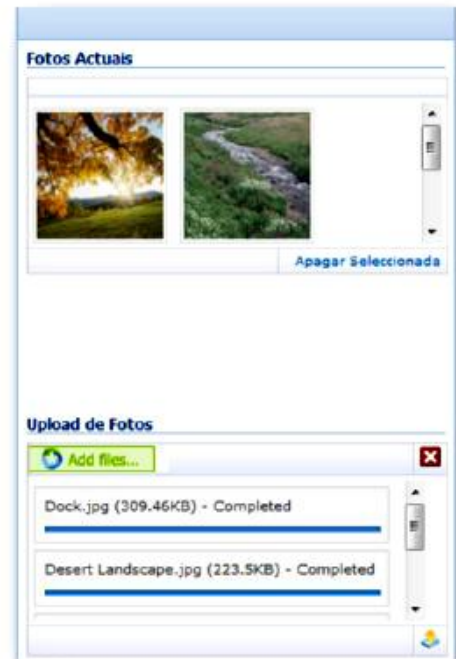 Fotos Actuais
Apagar Seleccionada
Upload de Fotos
Add files...
Dock.jpg (309.46KB) - Completed
Desert Landscape.jpg (223.5KB) - Completed